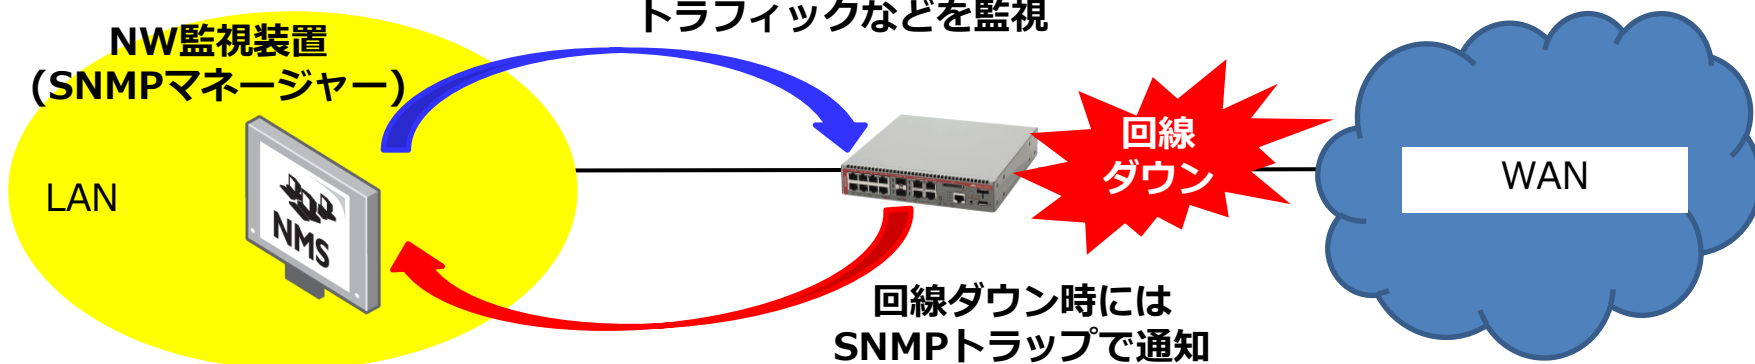 トラフィックなどを監視
NW監視装置
(SNMPマネージャー)
LAN
NMS
回線
ダウン
WAN
回線ダウン時には
SNMPトラップで通知